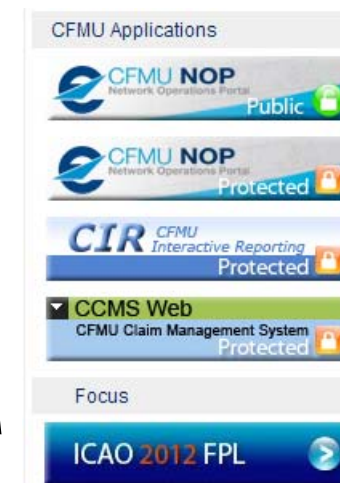 CFMU Applications
CFMU NOP
Network Operations Portal
Public
CFMU NOP
Network Operations Portal
Protected
CIR CFMU
Interactive Reporting
Protected
CCMS Web
CFMU Claim Management System
Protected
Focus
ICAO 2012 FPL